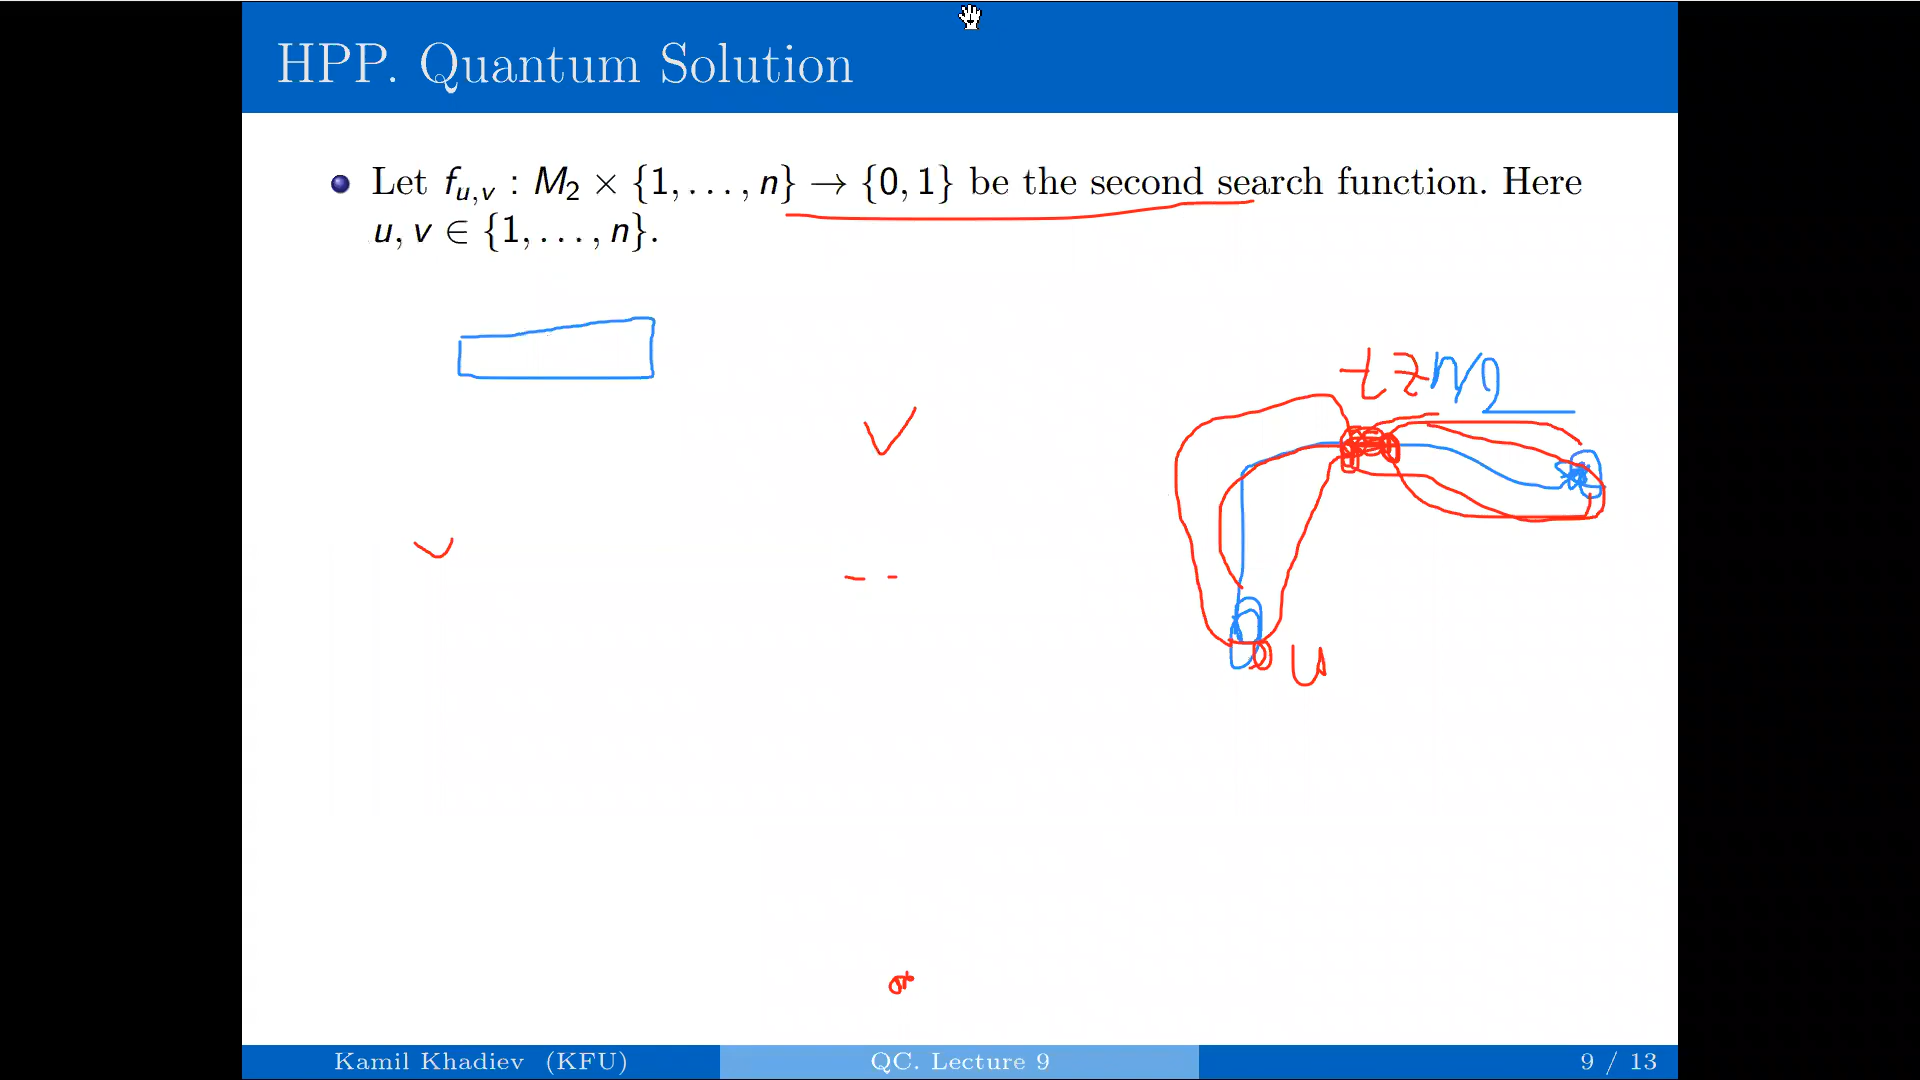 HPP. Quantum Solution
Let f_{u,v} : M_2 × {1, . . . , n} → {0, 1} be the second search function. Here
u, v ∈ {1, . . . , n}.
n/2
u
Kamil Khadiev (KFU)
QC. Lecture 9
9 / 13